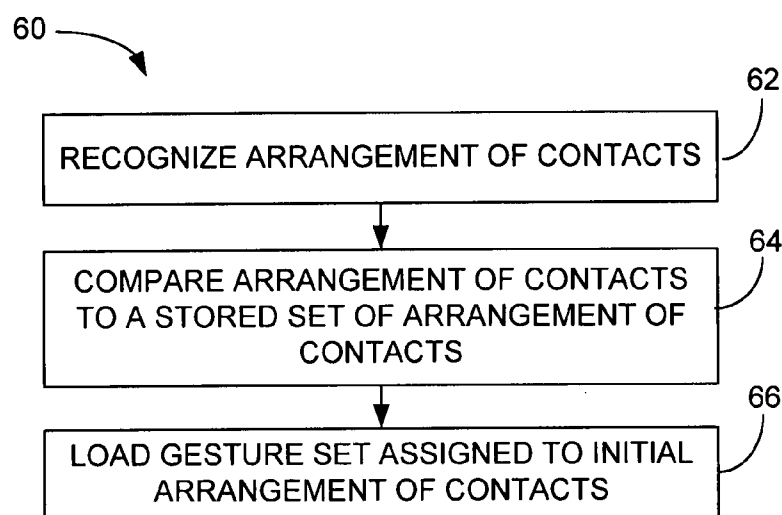 60
62
RECOGNIZE ARRANGEMENT OF CONTACTS
64
COMPARE ARRANGEMENT OF CONTACTS
TO A STORED SET OF ARRANGEMENT OF
CONTACTS
66
LOAD GESTURE SET ASSIGNED TO INITIAL
ARRANGEMENT OF CONTACTS